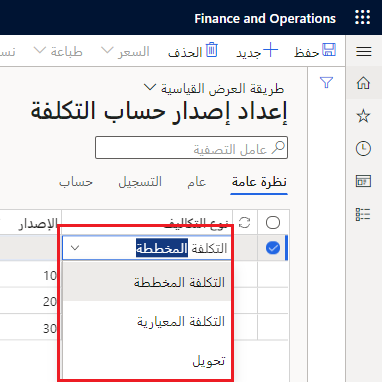 Finance and Operations
حفظ جديد الحذف السعر طباعة
طريقة العرض القياسية
إعداد إصدار حساب التكلفة
عامل التصفية
نظرة عامة عام التسجيل حساب
نوع التكاليف الإصدار
التكلفة المخططة
10
التكلفة المخططة
20
التكلفة المعيارية
30
تحويل